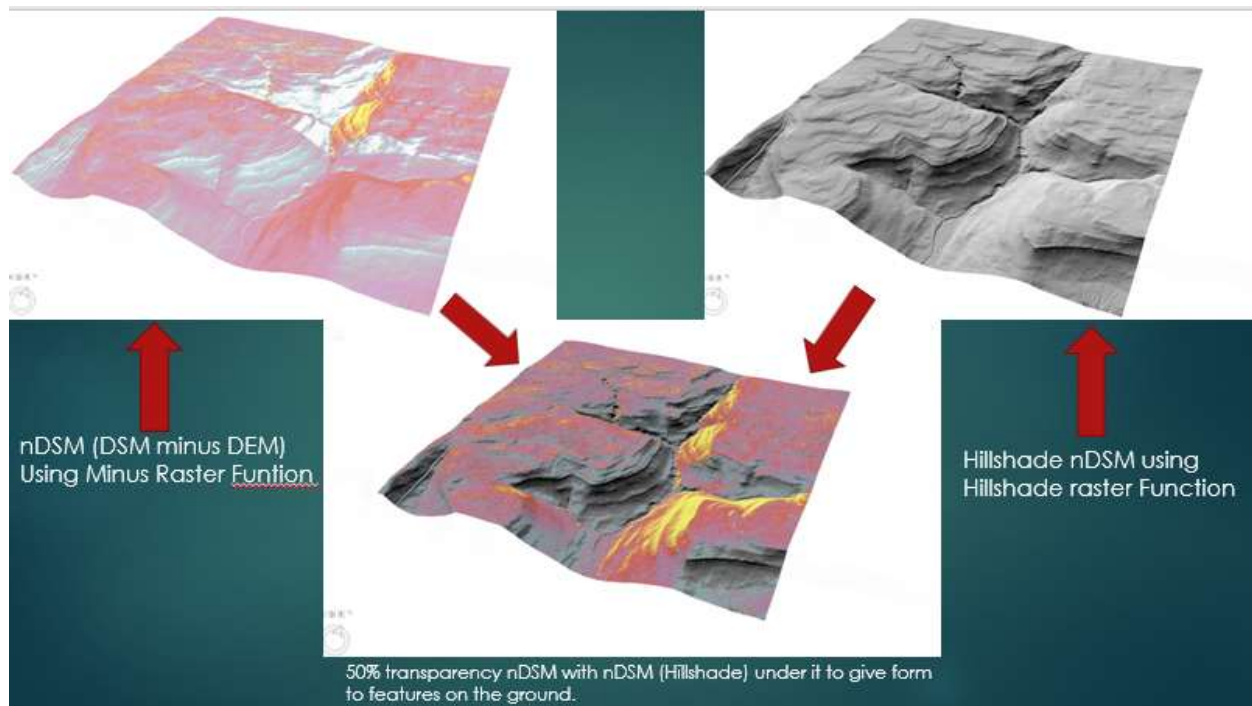 nDSM (DSM minus DEM)
Using Minus Raster Funtion
Hillshade nDSM using
Hillshade raster Function
50% transparency nDSM with nDSM (Hillshade) under it to give form
to features on the ground.